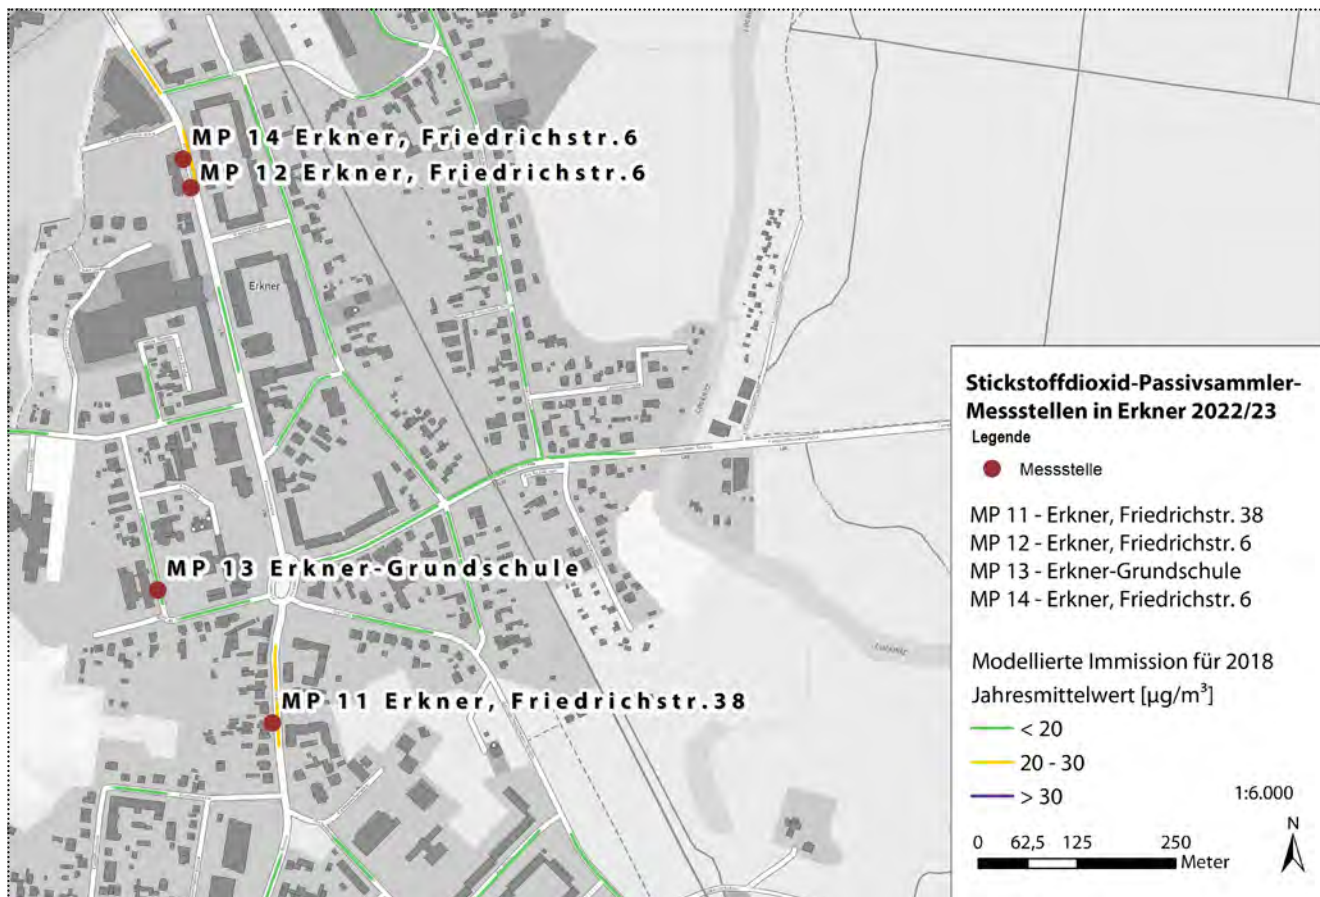 MP 14 Erkner, Friedrichstr.6
MP 12 Erkner, Friedrichstr.6
Erkner
MP 13 Erkner-Grundschule
MP 11 Erkner, Friedrichstr.38
Stickstoffdioxid-Passivsammler-
Messstellen in Erkner 2022/23
Legende
Messstelle
MP 11 - Erkner, Friedrichstr. 38
MP 12 - Erkner, Friedrichstr. 6
MP 13 - Erkner-Grundschule
MP 14 - Erkner, Friedrichstr. 6
Modellierte Immission für 2018
Jahresmittelwert [µg/m³]
< 20
20 - 30
> 30
1:6.000
N
0 62,5 125 250
Meter